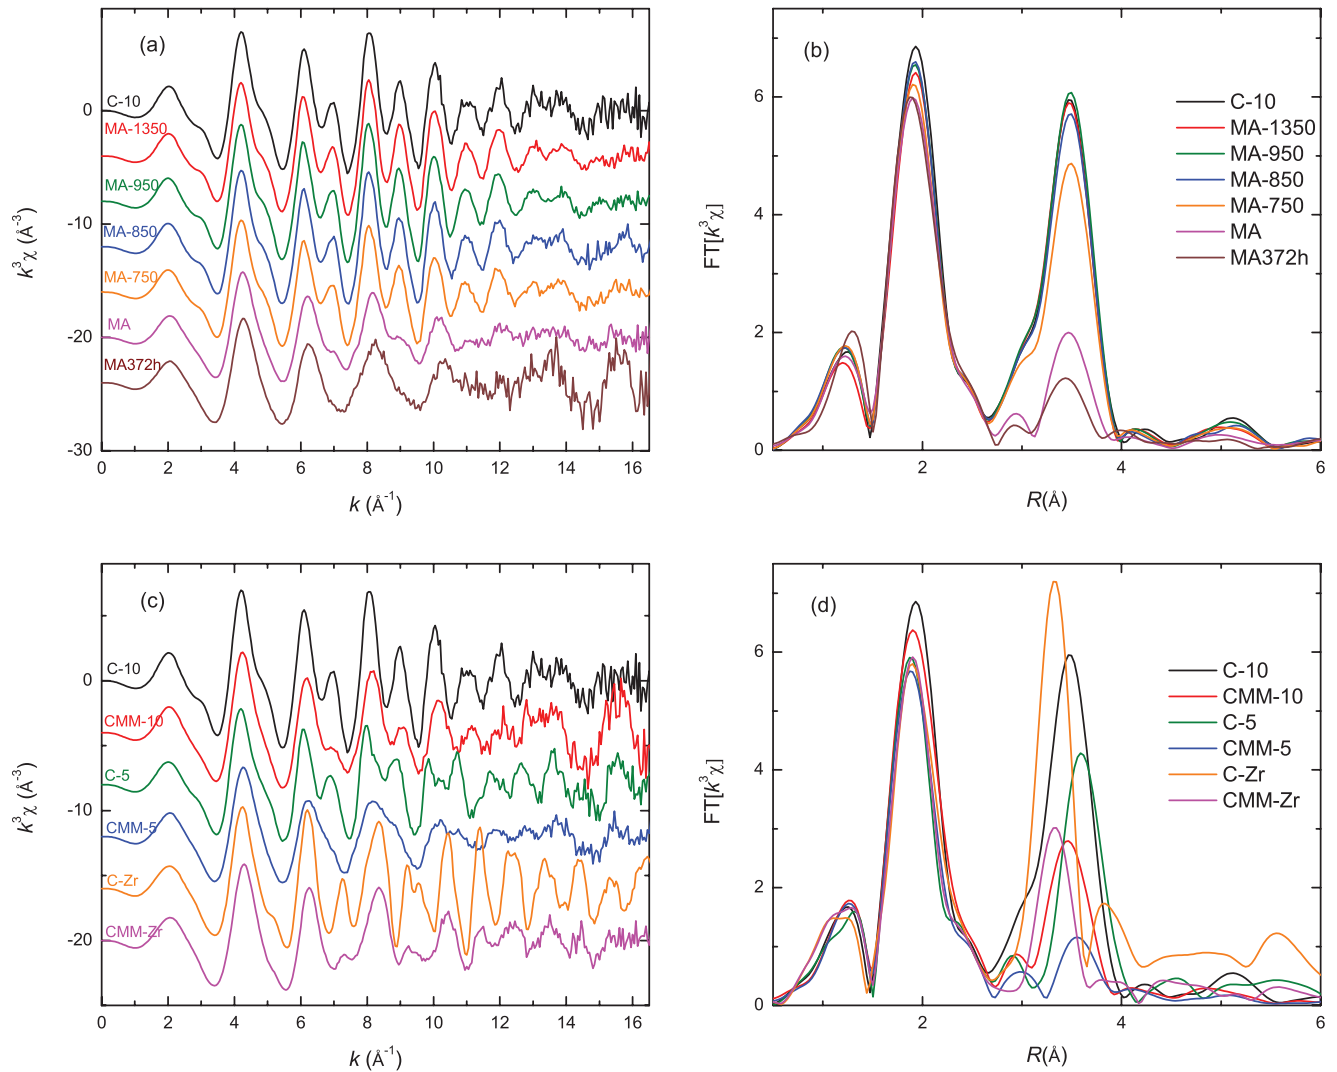 (a)
C-10
MA-1350
MA-950
MA-850
MA-750
MA
MA372h
0
-10
-20
-30
k³χ (Å⁻³)
0 2 4 6 8 10 12 14 16
k (Å⁻¹)
(b)
C-10
MA-1350
MA-950
MA-850
MA-750
MA
MA372h
6
4
2
0
FT[k³χ]
2 4 6
R(Å)
(c)
C-10
CMM-10
C-5
CMM-5
C-Zr
CMM-Zr
0
-10
-20
k³χ (Å⁻³)
0 2 4 6 8 10 12 14 16
k (Å⁻¹)
(d)
C-10
CMM-10
C-5
CMM-5
C-Zr
CMM-Zr
6
4
2
0
FT[k³χ]
2 4 6
R(Å)